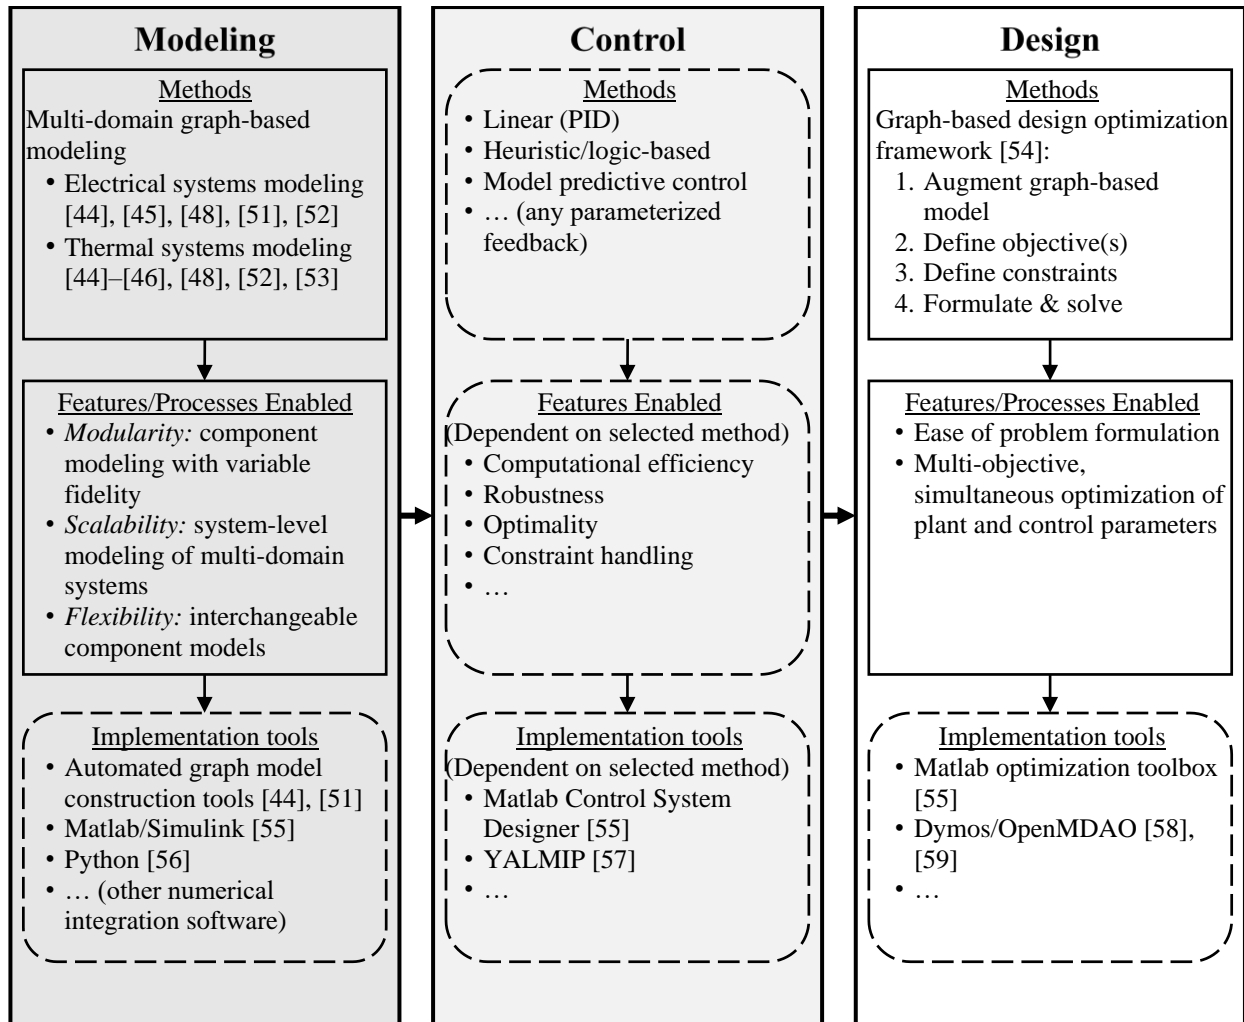 Modeling
Methods
Multi-domain graph-based
modeling
• Electrical systems modeling
[44], [45], [48], [51], [52]
• Thermal systems modeling
[44]–[46], [48], [52], [53]
Features/Processes Enabled
• Modularity: component
modeling with variable
fidelity
• Scalability: system-level
modeling of multi-domain
systems
• Flexibility: interchangeable
component models
Implementation tools
• Automated graph model
construction tools [44], [51]
• Matlab/Simulink [55]
• Python [56]
• … (other numerical
integration software)
Control
Methods
• Linear (PID)
• Heuristic/logic-based
• Model predictive control
• … (any parameterized
feedback)
Features Enabled
(Dependent on selected method)
• Computational efficiency
• Robustness
• Optimality
• Constraint handling
• …
Implementation tools
(Dependent on selected method)
• Matlab Control System
Designer [55]
• YALMIP [57]
• …
Design
Methods
Graph-based design optimization
framework [54]:
1. Augment graph-based
model
2. Define objective(s)
3. Define constraints
4. Formulate & solve
Features/Processes Enabled
• Ease of problem formulation
• Multi-objective,
simultaneous optimization of
plant and control parameters
Implementation tools
• Matlab optimization toolbox
[55]
• Dymos/OpenMDAO [58],
[59]
• …